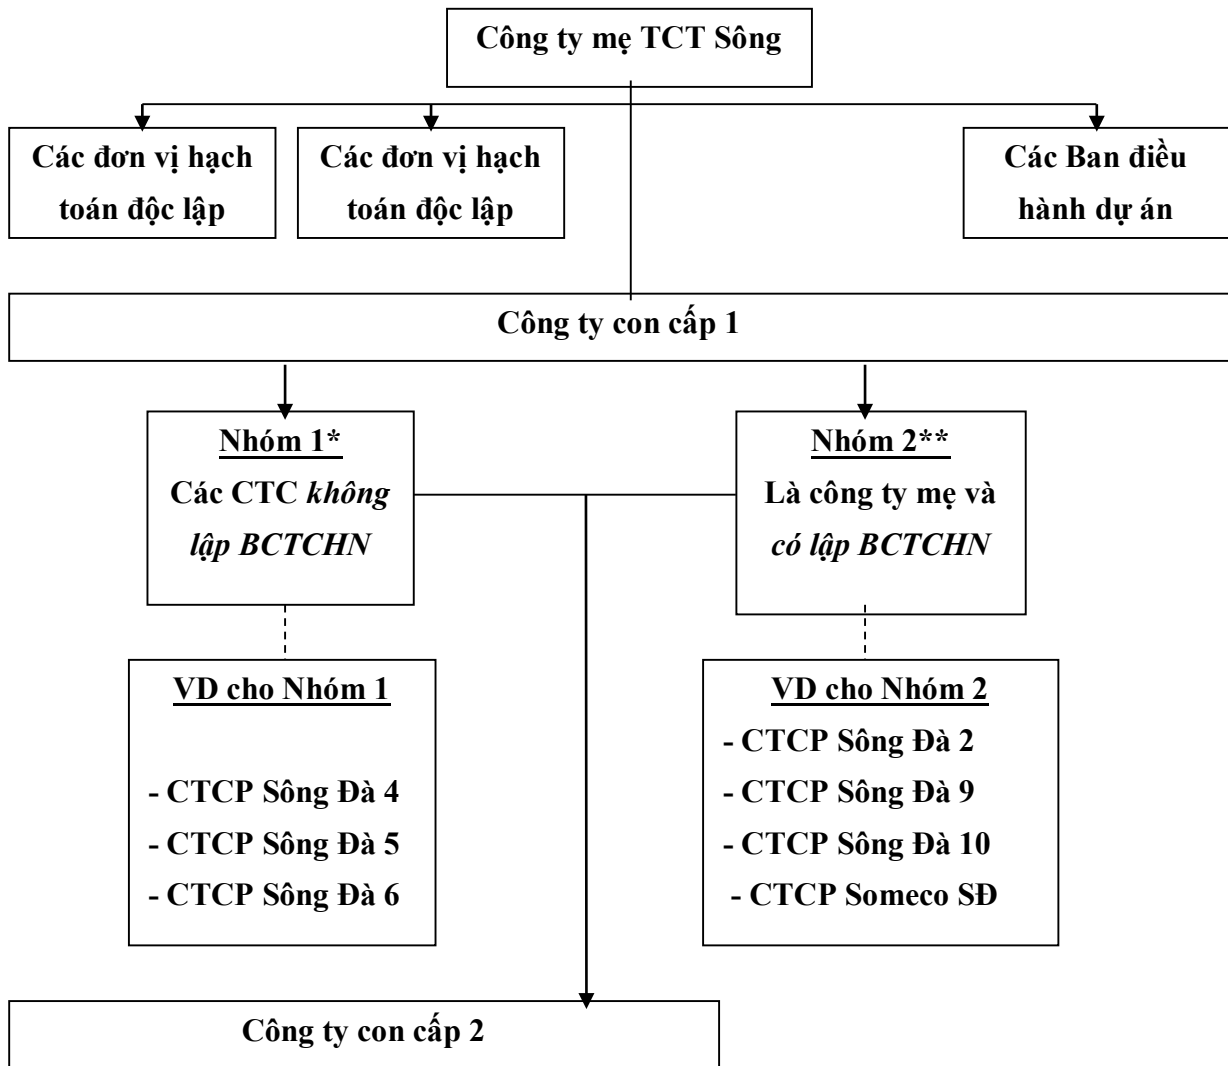 Công ty mẹ TCT Sông
Các đơn vị hạch
toán độc lập
Các đơn vị hạch
toán độc lập
Các Ban điều
hành dự án
Công ty con cấp 1
Nhóm 1*
Các CTC không
lập BCTCHN
Nhóm 2**
Là công ty mẹ và
có lập BCTCHN
VD cho Nhóm 1
- CTCP Sông Đà 4
- CTCP Sông Đà 5
- CTCP Sông Đà 6
VD cho Nhóm 2
- CTCP Sông Đà 2
- CTCP Sông Đà 9
- CTCP Sông Đà 10
- CTCP Someco SĐ
Công ty con cấp 2